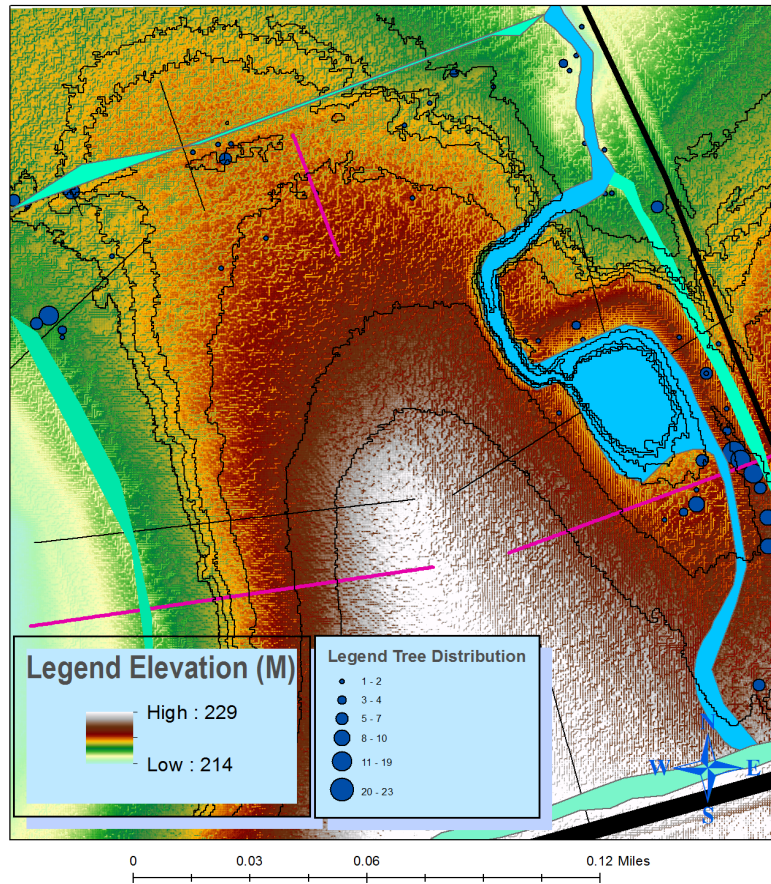 Legend Elevation (M)
High : 229
Low : 214
Legend Tree Distribution
1 - 2
3 - 4
5 - 7
8 - 10
11 - 19
20 - 23
N
W
E
S
0
0.03
0.06
0.12 Miles